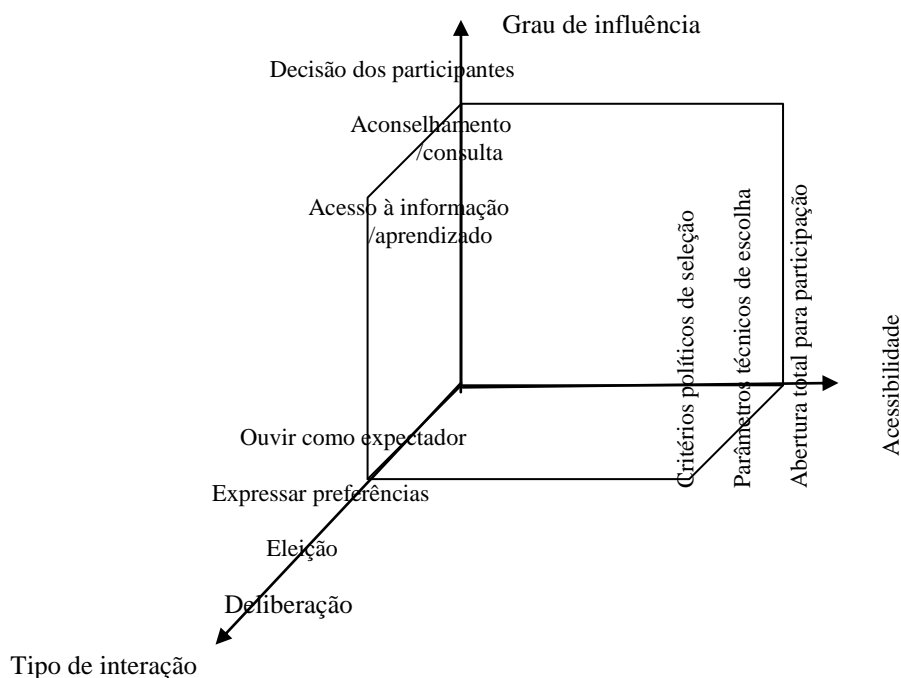 Grau de influência
Decisão dos participantes
Aconselhamento
/consulta
Acesso à informação
/aprendizado
Critérios políticos de seleção
Parâmetros técnicos de escolha
Abertura total para participação
Acessibilidade
Ouvir como expectador
Expressar preferências
Eleição
Deliberação
Tipo de interação